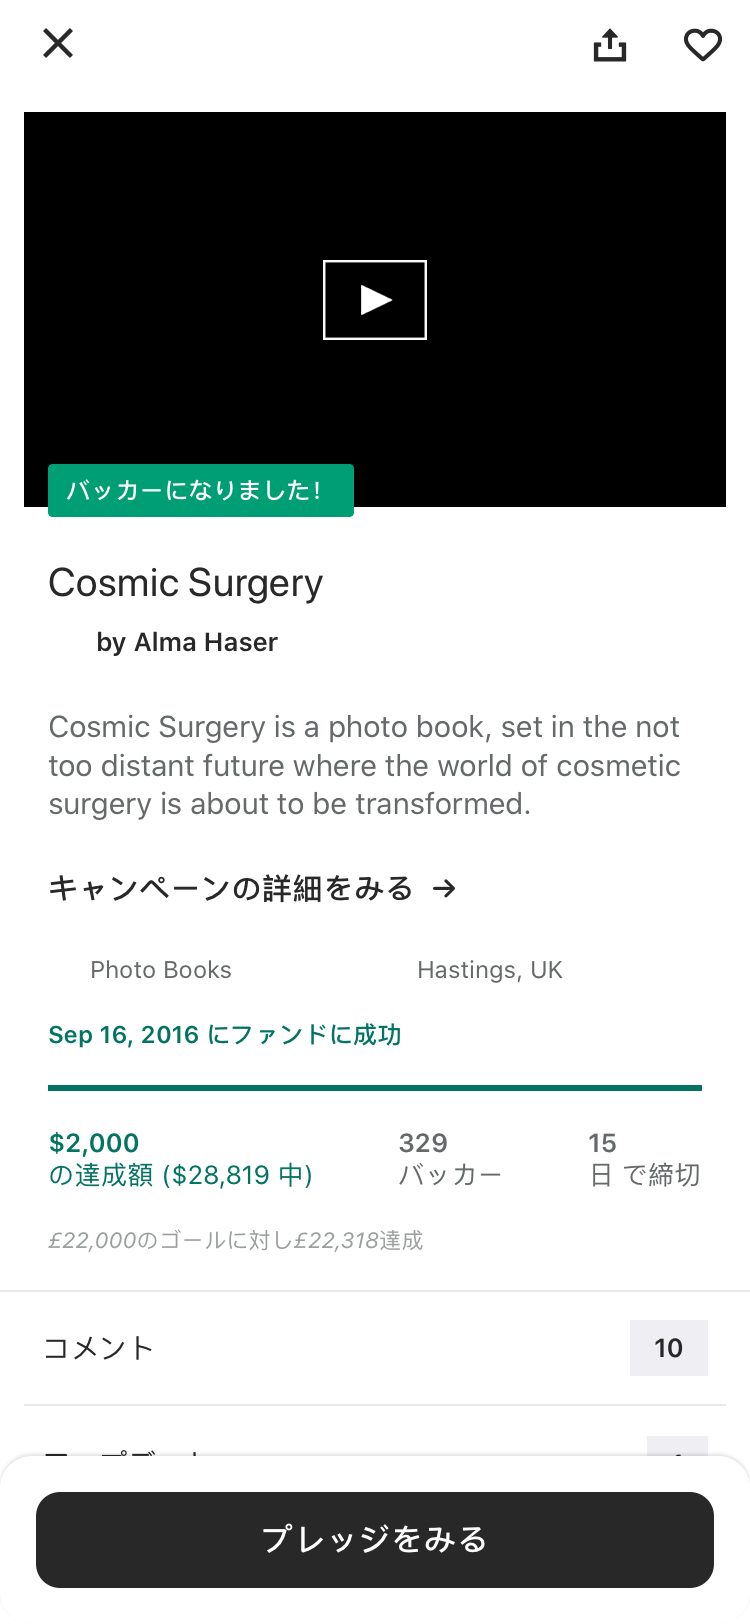 バッカーになりました!
Cosmic Surgery
by Alma Haser
Cosmic Surgery is a photo book, set in the not
too distant future where the world of cosmetic
surgery is about to be transformed.
キャンペーンの詳細をみる →
Photo Books
Hastings, UK
Sep 16, 2016 にファンドに成功
$2,000
の達成額 ($28,819 中)
329
バッカー
15
日 で締切
£22,000のゴールに対し£22,318達成
コメント
10
プレッジをみる